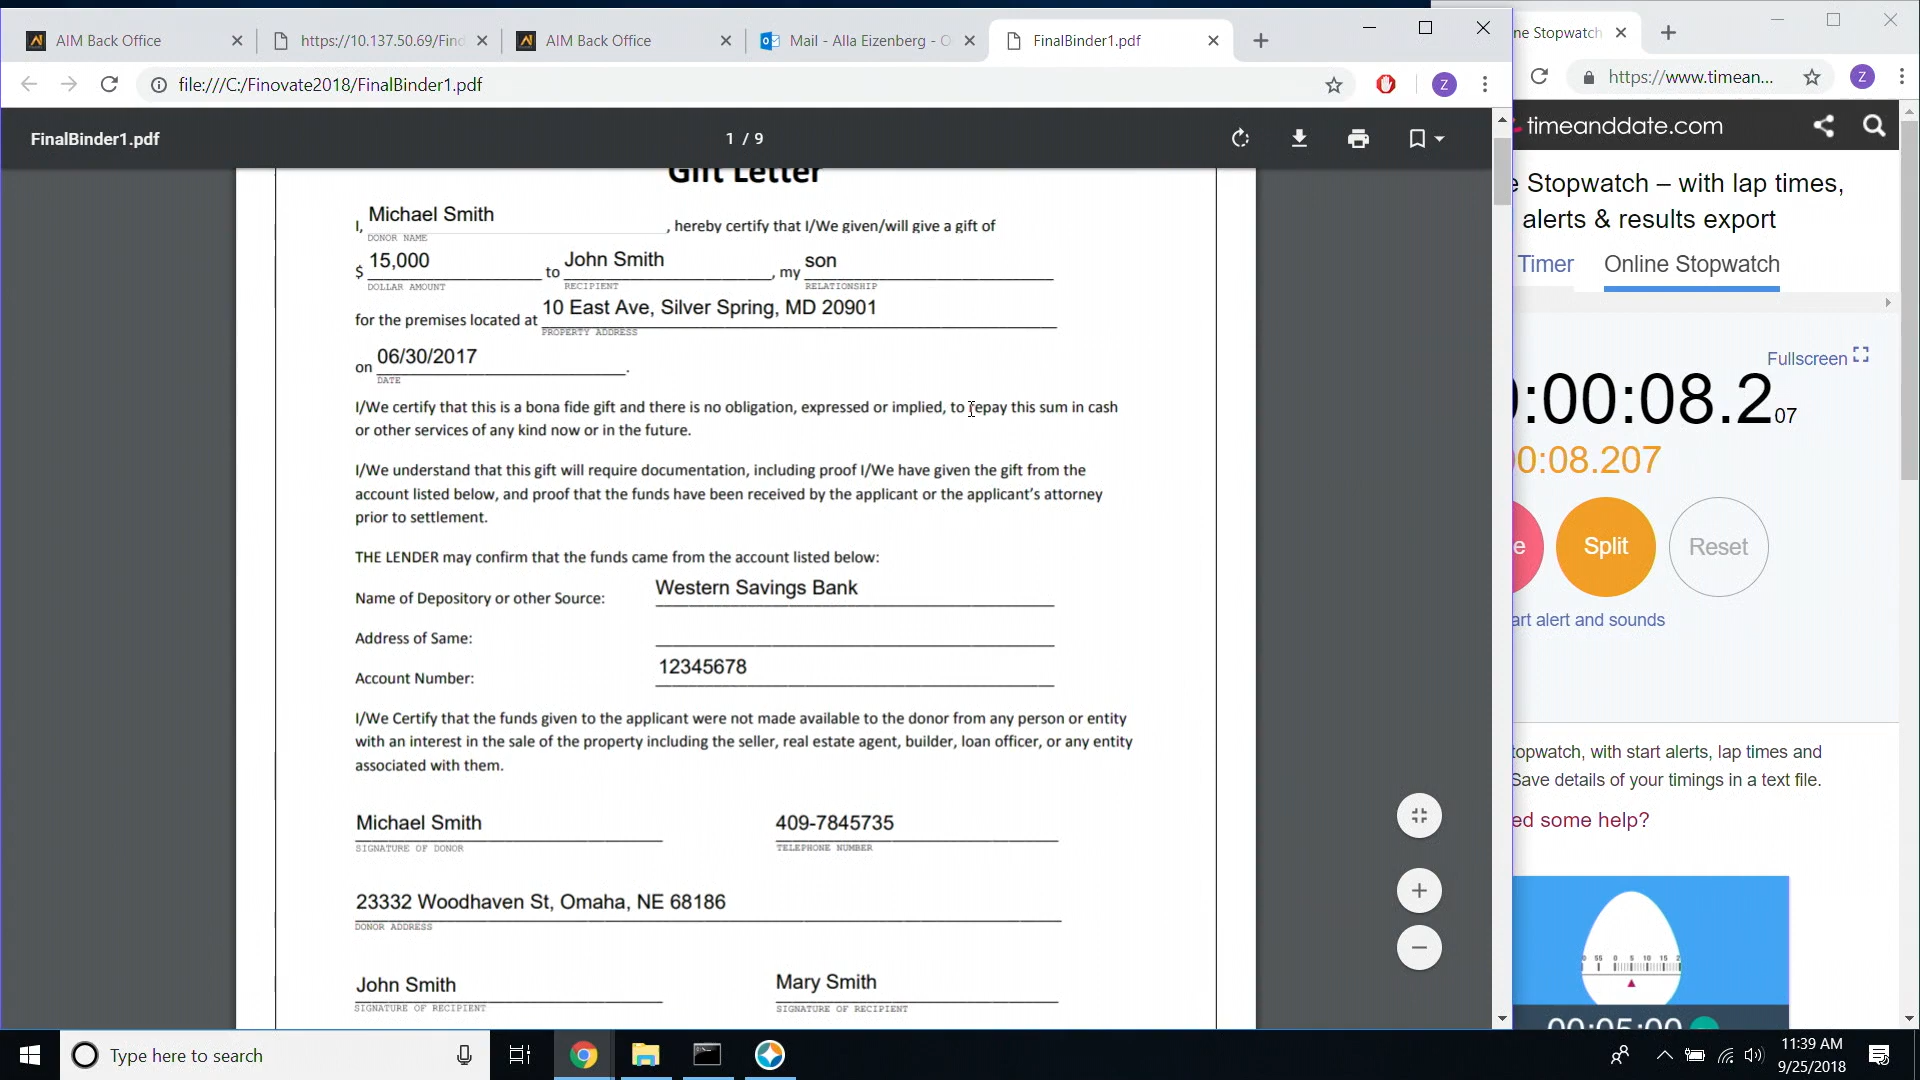 AIM Back Office
https://10.137.50.69/Find
AIM Back Office
Mail - Alla Eizenberg - O
FinalBinder1.pdf
ne Stopwatch
file:///C:/Finovate2018/FinalBinder1.pdf
Z
https://www.timean...
Z
FinalBinder1.pdf
1 / 9
timeanddate.com
Gift Letter
I, Michael Smith, hereby certify that I/We given/will give a gift of
DONOR NAME
$ 15,000 to John Smith, my son
DOLLAR AMOUNT RECIPIENT RELATIONSHIP
for the premises located at 10 East Ave, Silver Spring, MD 20901
PROPERTY ADDRESS
on 06/30/2017.
DATE
I/We certify that this is a bona fide gift and there is no obligation, expressed or implied, to repay this sum in cash
or other services of any kind now or in the future.
I/We understand that this gift will require documentation, including proof I/We have given the gift from the
account listed below, and proof that the funds have been received by the applicant or the applicant's attorney
prior to settlement.
THE LENDER may confirm that the funds came from the account listed below:
Name of Depository or other Source: Western Savings Bank
Address of Same:
Account Number: 12345678
I/We Certify that the funds given to the applicant were not made available to the donor from any person or entity
with an interest in the sale of the property including the seller, real estate agent, builder, loan officer, or any entity
associated with them.
Michael Smith 409-7845735
SIGNATURE OF DONOR TELEPHONE NUMBER
23332 Woodhaven St, Omaha, NE 68186
DONOR ADDRESS
John Smith Mary Smith
SIGNATURE OF RECIPIENT SIGNATURE OF RECIPIENT
e Stopwatch – with lap times,
alerts & results export
Timer Online Stopwatch
Fullscreen
:00:08.207
0:08.207
e Split Reset
art alert and sounds
topwatch, with start alerts, lap times and
Save details of your timings in a text file.
ed some help?
55 0 5 10 15 2
00:05:00
Type here to search
11:39 AM
9/25/2018